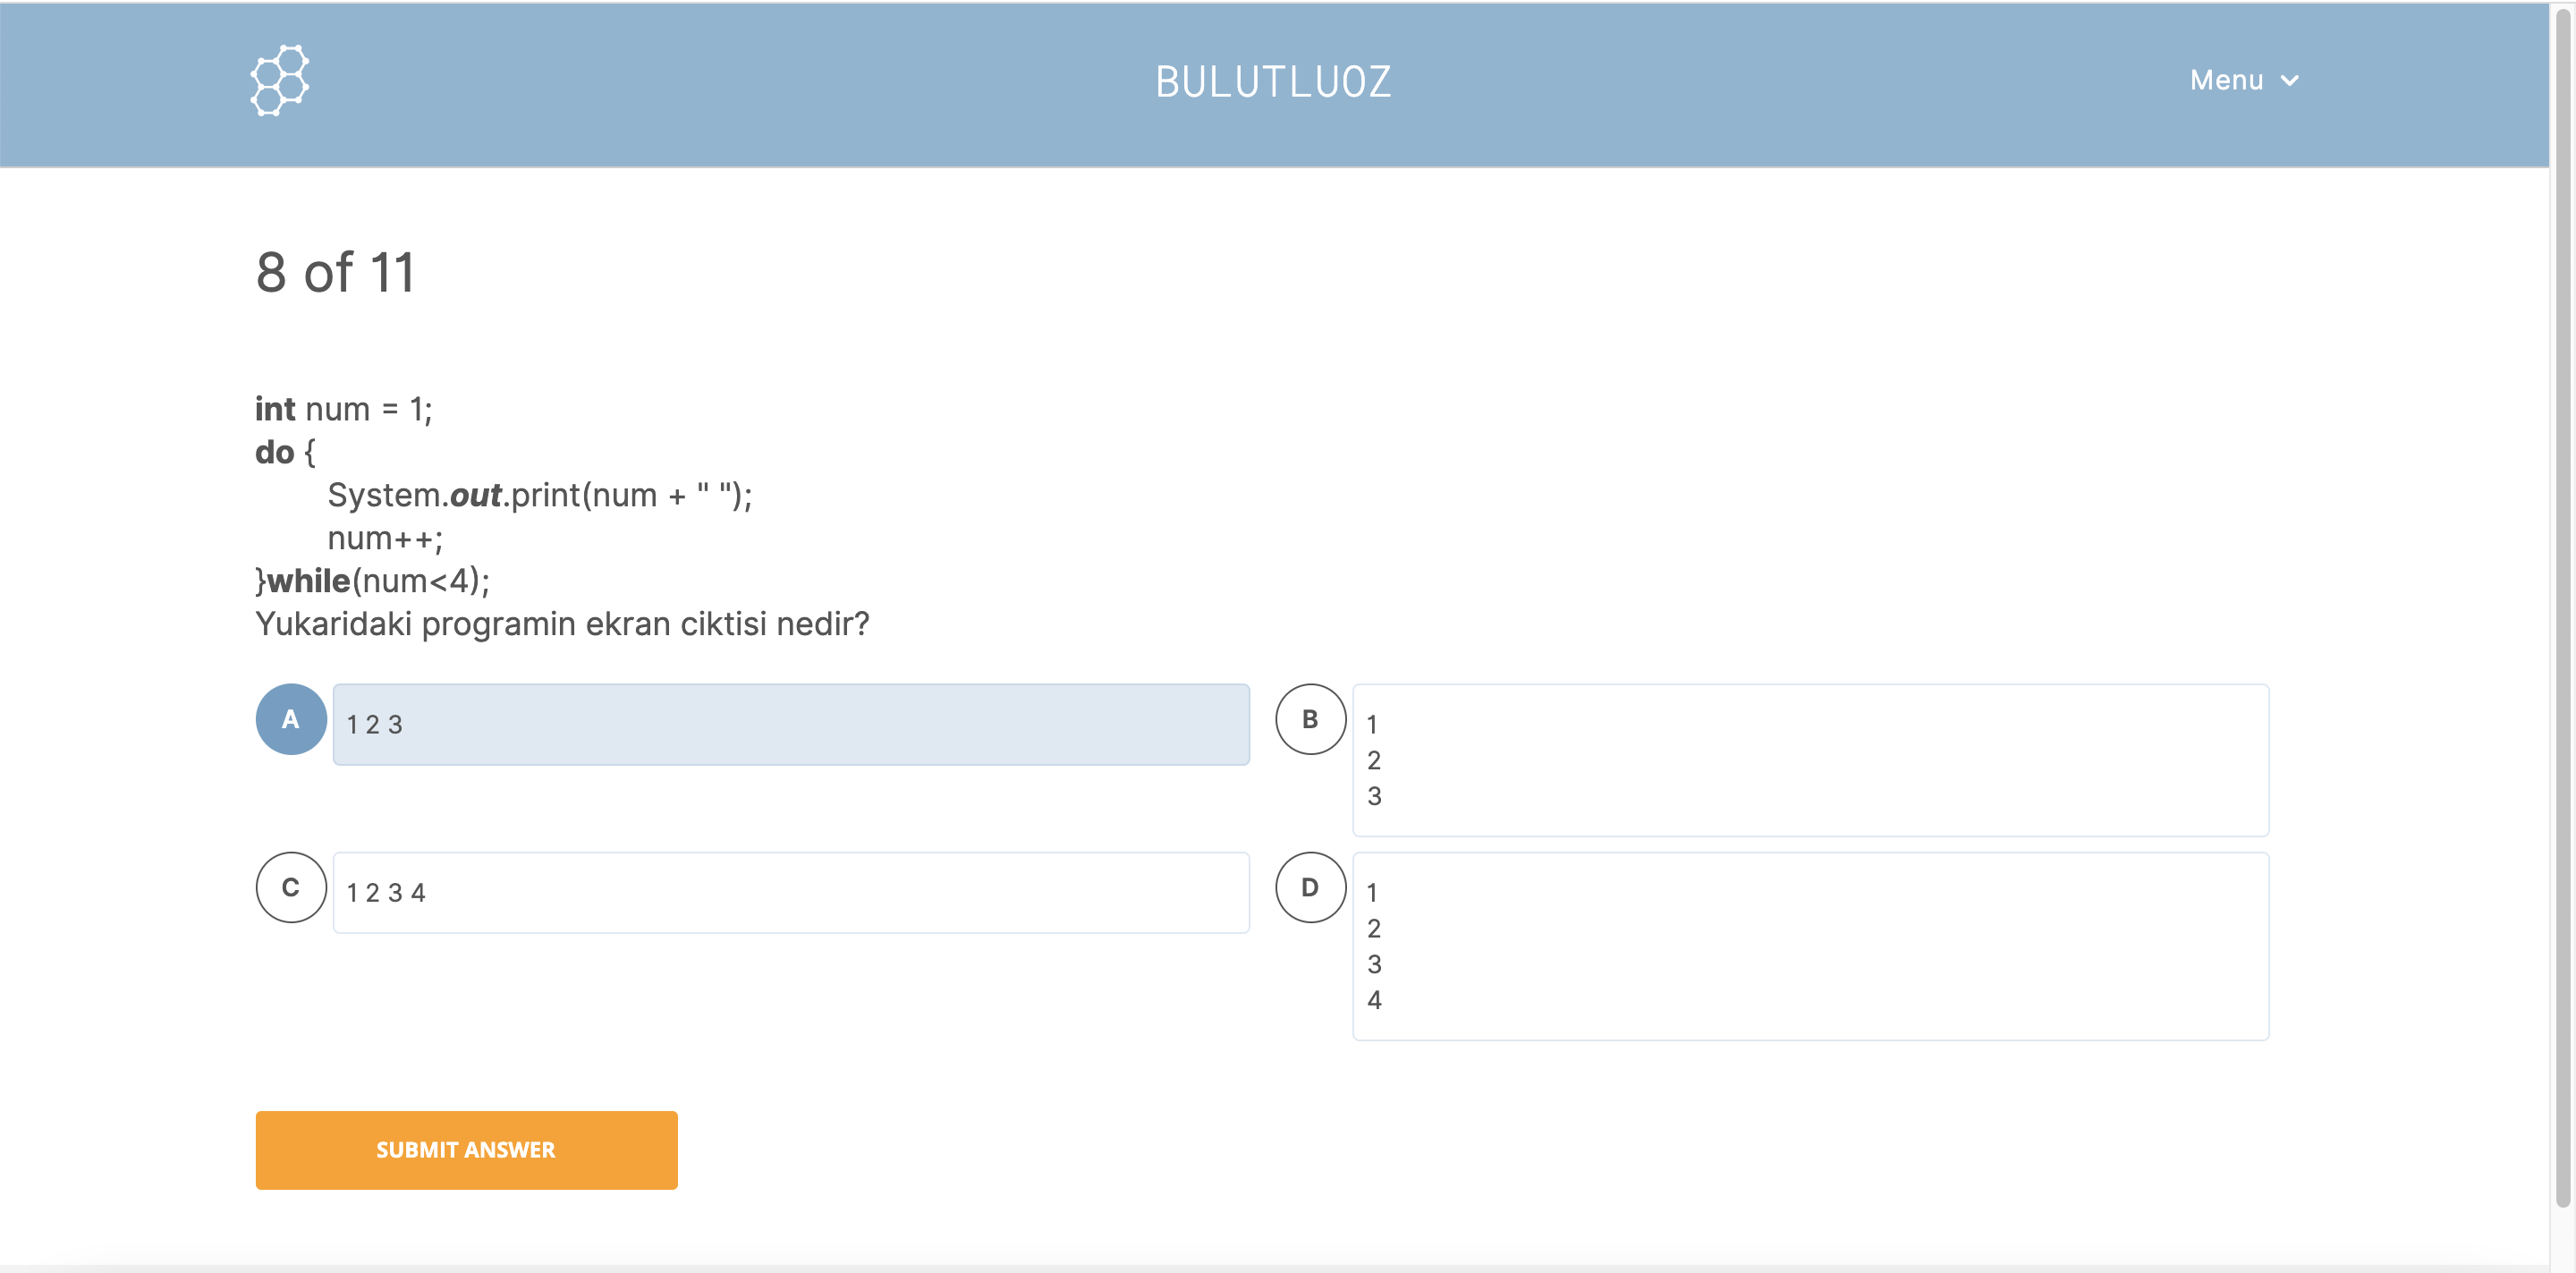 BULUTLUOZ
Menu
8 of 11
int num = 1;
do {
System.out.print(num + " ");
num++;
}while(num<4);
Yukaridaki programin ekran ciktisi nedir?
A
1 2 3
B
1
2
3
C
1 2 3 4
D
1
2
3
4
SUBMIT ANSWER